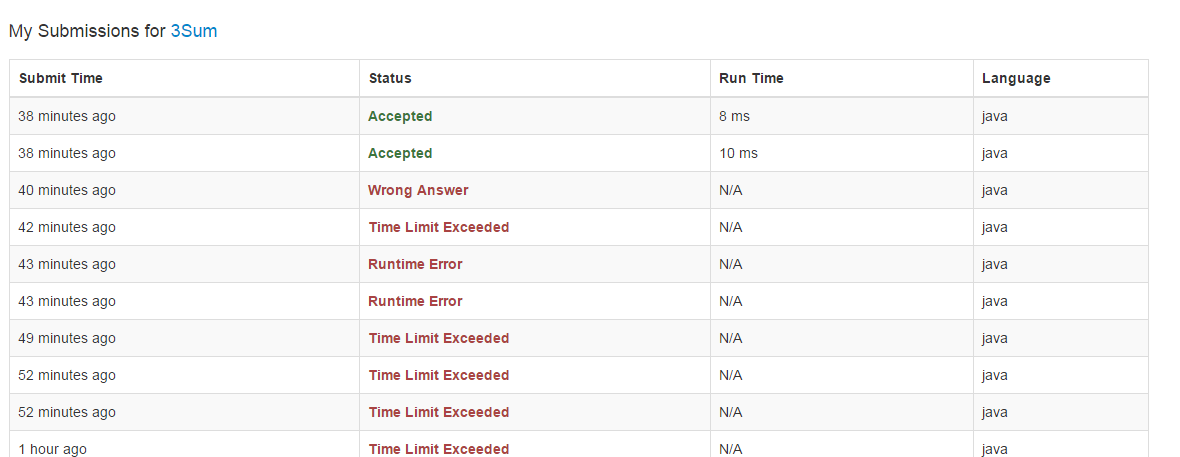 My Submissions for 3Sum
Submit Time Status Run Time Language
38 minutes ago Accepted 8 ms java
38 minutes ago Accepted 10 ms java
40 minutes ago Wrong Answer N/A java
42 minutes ago Time Limit Exceeded N/A java
43 minutes ago Runtime Error N/A java
43 minutes ago Runtime Error N/A java
49 minutes ago Time Limit Exceeded N/A java
52 minutes ago Time Limit Exceeded N/A java
52 minutes ago Time Limit Exceeded N/A java
1 hour ago Time Limit Exceeded N/A java